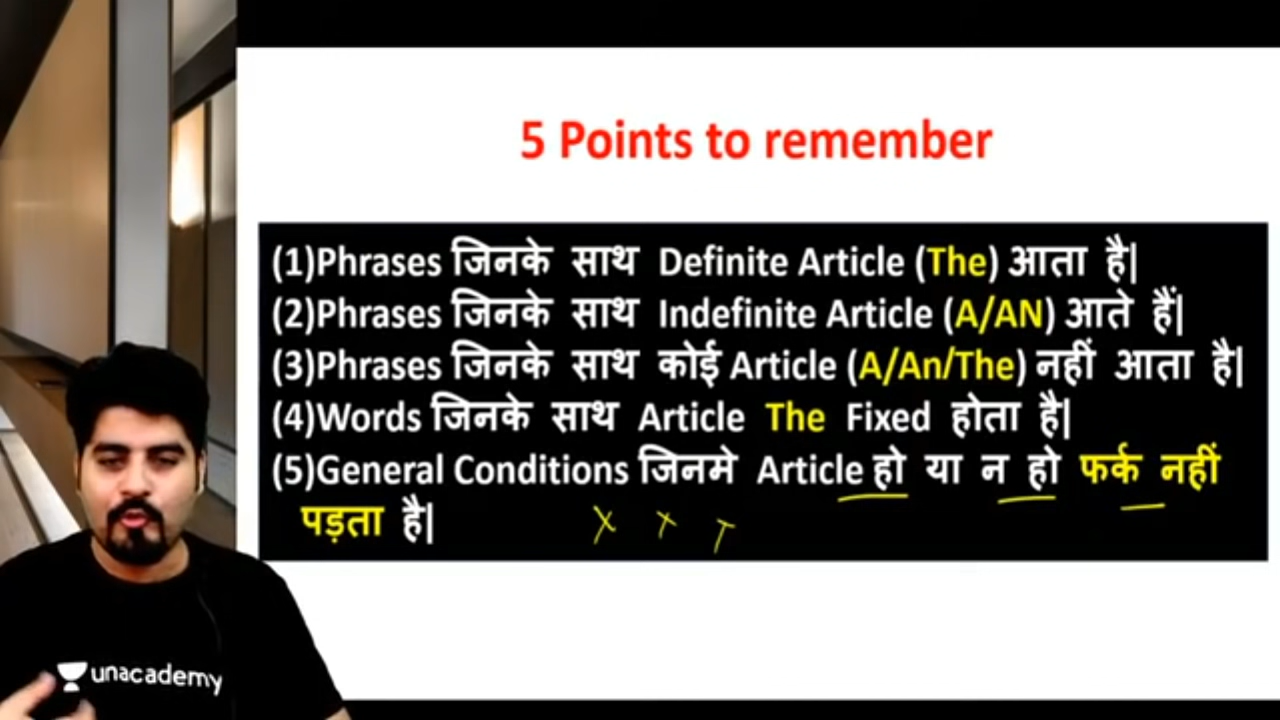 5 Points to remember
(1)Phrases जिनके साथ Definite Article (The) आता है|
(2)Phrases जिनके साथ Indefinite Article (A/AN) आते हैं|
(3)Phrases जिनके साथ कोई Article (A/An/The) नहीं आता है|
(4)Words जिनके साथ Article The Fixed होता है|
(5)General Conditions जिनमे Article हो या न हो फर्क नहीं
पड़ता है|
x x T
unacademy